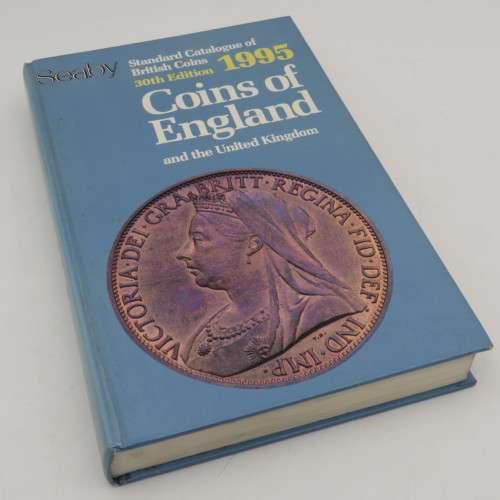 Seaby
Standard Catalogue of
British Coins
30th Edition 1995
Coins of
England
and the United Kingdom
VICTORIA·DEI·GRA·BRITT·REGINA·FID·DEF·IND·IMP·